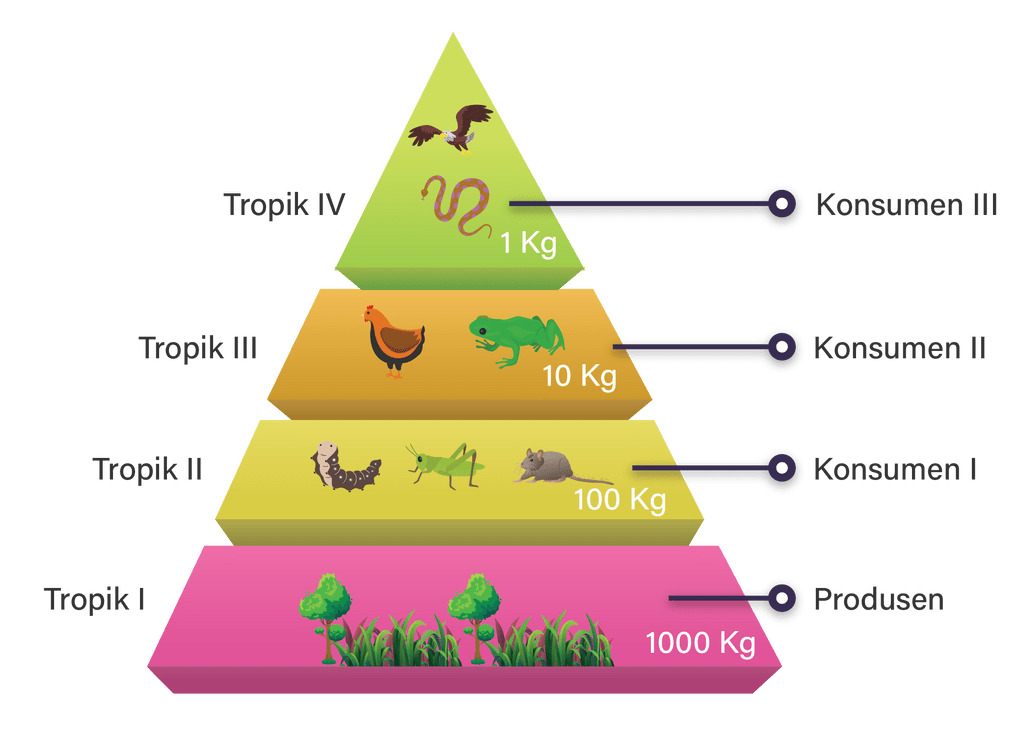 Tropik IV
Konsumen III
1 Kg
Tropik III
Konsumen II
10 Kg
Tropik II
Konsumen I
100 Kg
Tropik I
Produsen
1000 Kg